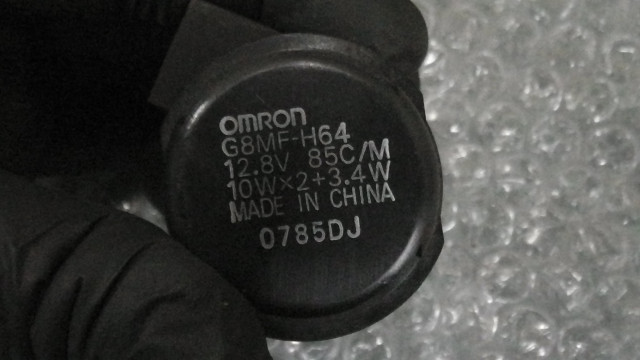 OMRON
G8MF-H64
12.8V 85C/M
10W×2+3.4W
MADE IN CHINA
0785DJ